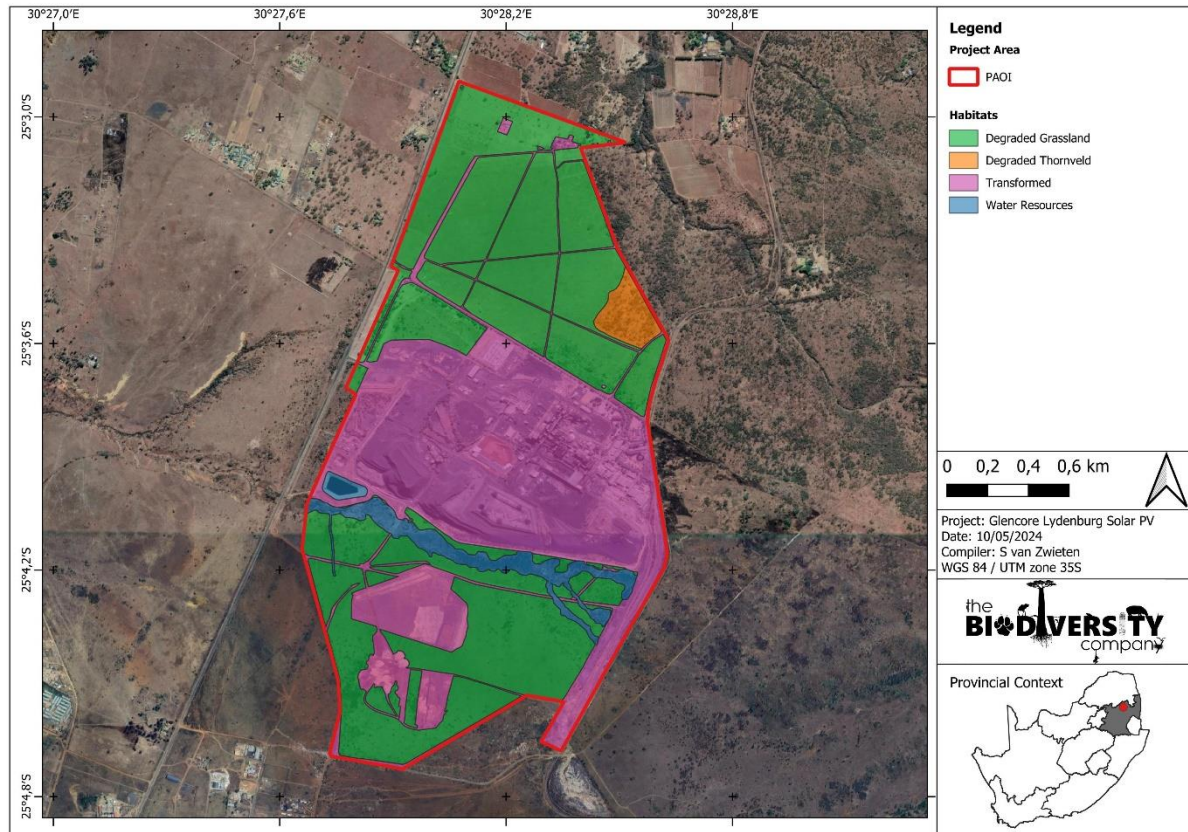 30°27,0'E
30°27,6'E
30°28,2'E
30°28,8'E
25°3,0'S
25°3,6'S
25°4,2'S
25°4,8'S
Legend
Project Area
PAOI
Habitats
Degraded Grassland
Degraded Thornveld
Transformed
Water Resources
0 0,2 0,4 0,6 km
Project: Glencore Lydenburg Solar PV
Date: 10/05/2024
Compiler: S van Zwieten
WGS 84 / UTM zone 35S
the
BIODIVERSITY
company
Provincial Context